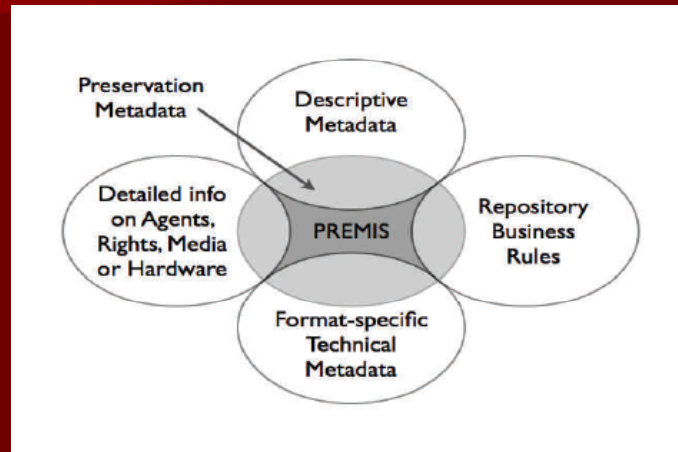 Preservation
Metadata
Descriptive
Metadata
Detailed info
on Agents,
Rights, Media
or Hardware
PREMIS
Repository
Business
Rules
Format-specific
Technical
Metadata